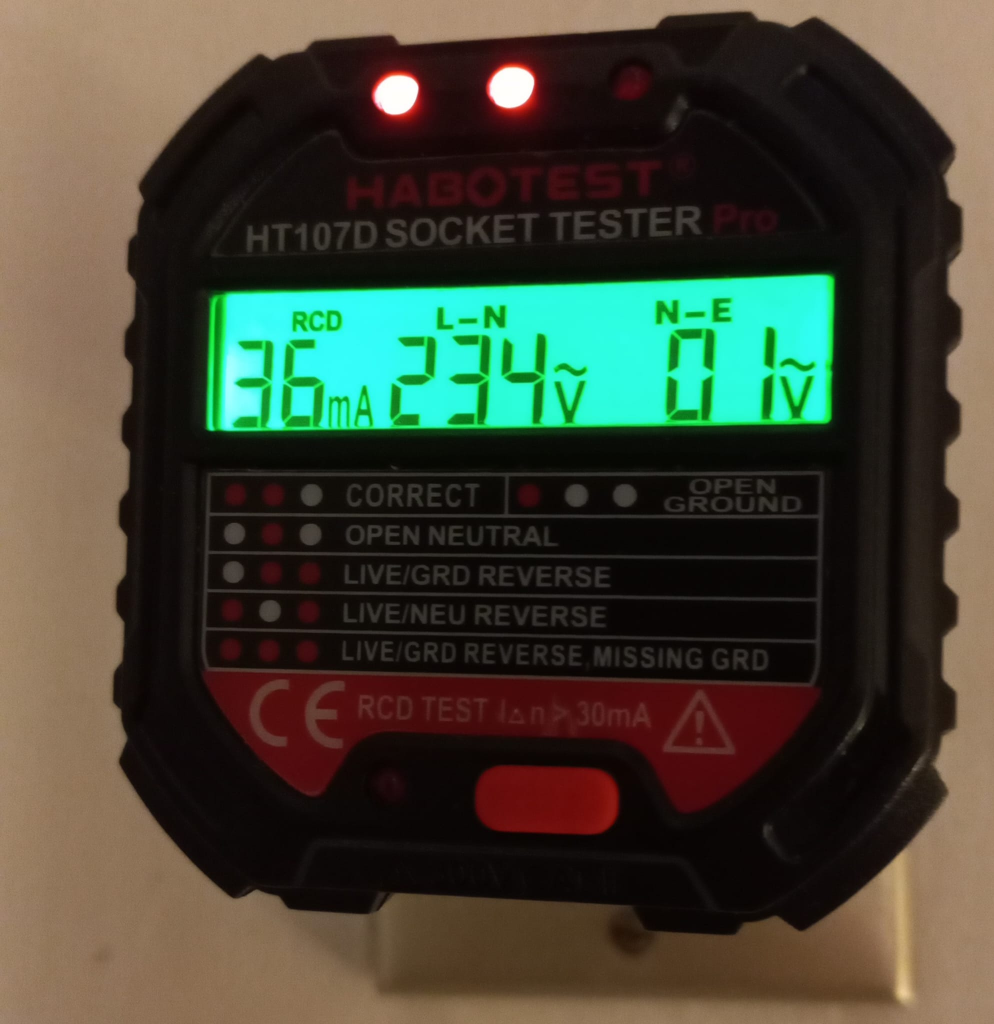 HABOTEST®
HT107D SOCKET TESTER Pro
RCD L-N N-E
36mA 234V~ 01V~
CORRECT
OPEN GROUND
OPEN NEUTRAL
LIVE/GRD REVERSE
LIVE/NEU REVERSE
LIVE/GRD REVERSE,MISSING GRD
CE RCD TEST I△n>30mA